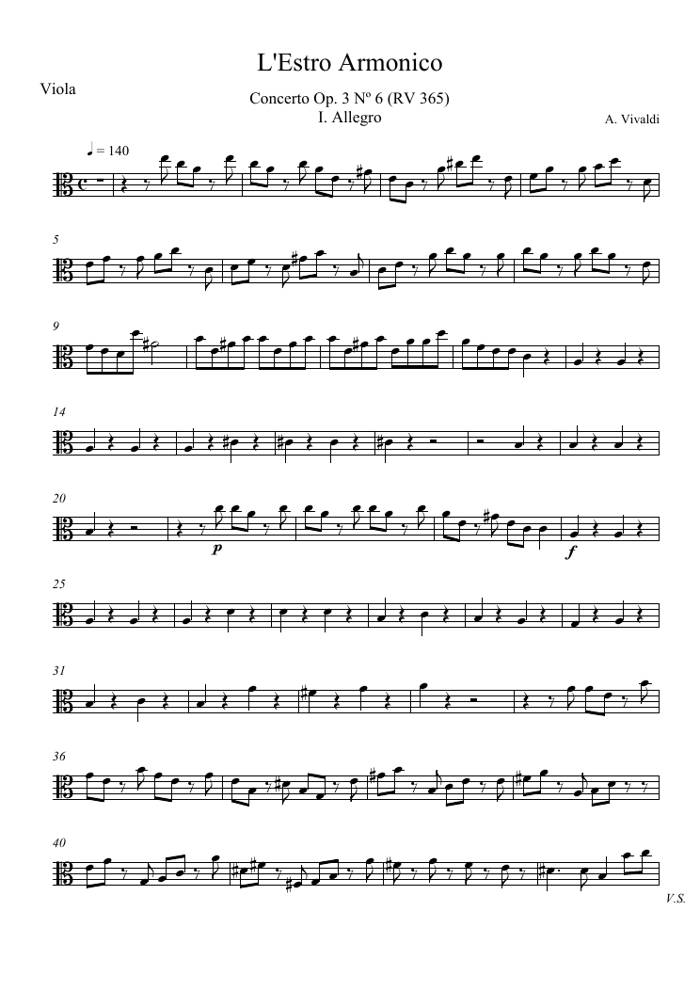 L'Estro Armonico
Viola
Concerto Op. 3 Nº 6 (RV 365)
I. Allegro
A. Vivaldi
♩ = 140
5
9
14
20
p
f
25
31
36
40
V.S.